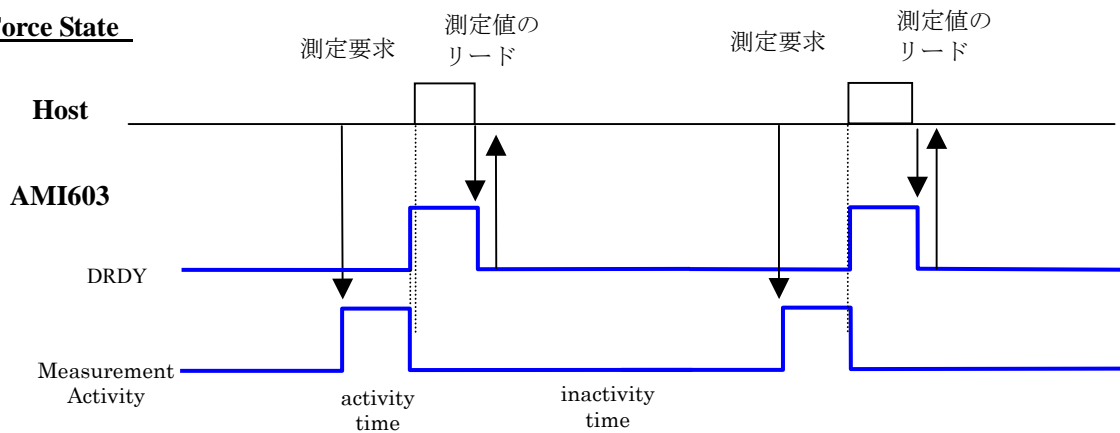 Force State
測定要求
測定値の
リード
測定要求
測定値の
リード
Host
AMI603
DRDY
Measurement
Activity
activity
time
inactivity
time